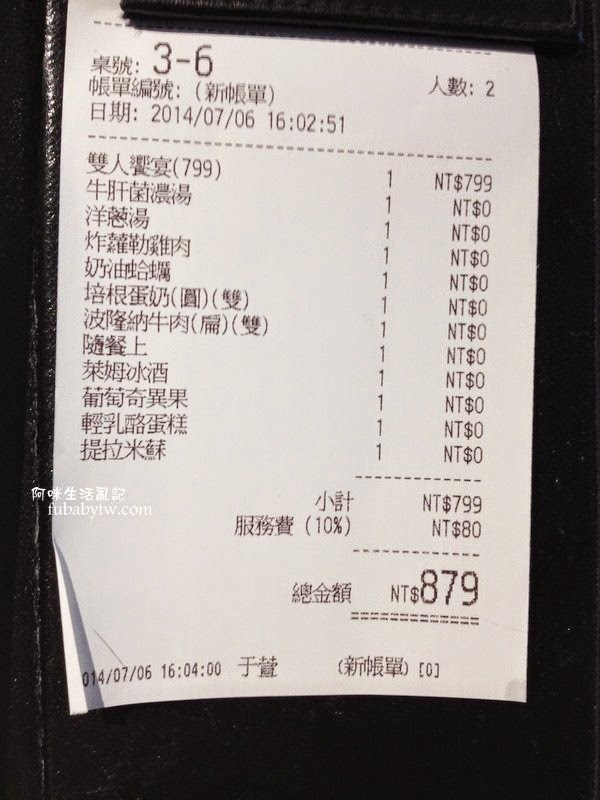 桌號: 3-6 人數: 2
帳單編號: (新帳單)
日期: 2014/07/06 16:02:51
雙人饗宴(799) 1 NT$799
牛肝菌濃湯 1 NT$0
洋蔥湯 1 NT$0
炸蘿勒雞肉 1 NT$0
奶油蛤蠣 1 NT$0
培根蛋奶(圓)(雙) 1 NT$0
波隆納牛肉(扁)(雙) 1 NT$0
隨餐上 1 NT$0
萊姆冰酒 1 NT$0
葡萄奇異果 1 NT$0
輕乳酪蛋糕 1 NT$0
提拉米蘇 1 NT$0
小計 NT$799
服務費 (10%) NT$80
總金額 NT$879
014/07/06 16:04:00 于萱 (新帳單) [0]
阿咪生活亂記
fubabytw.com